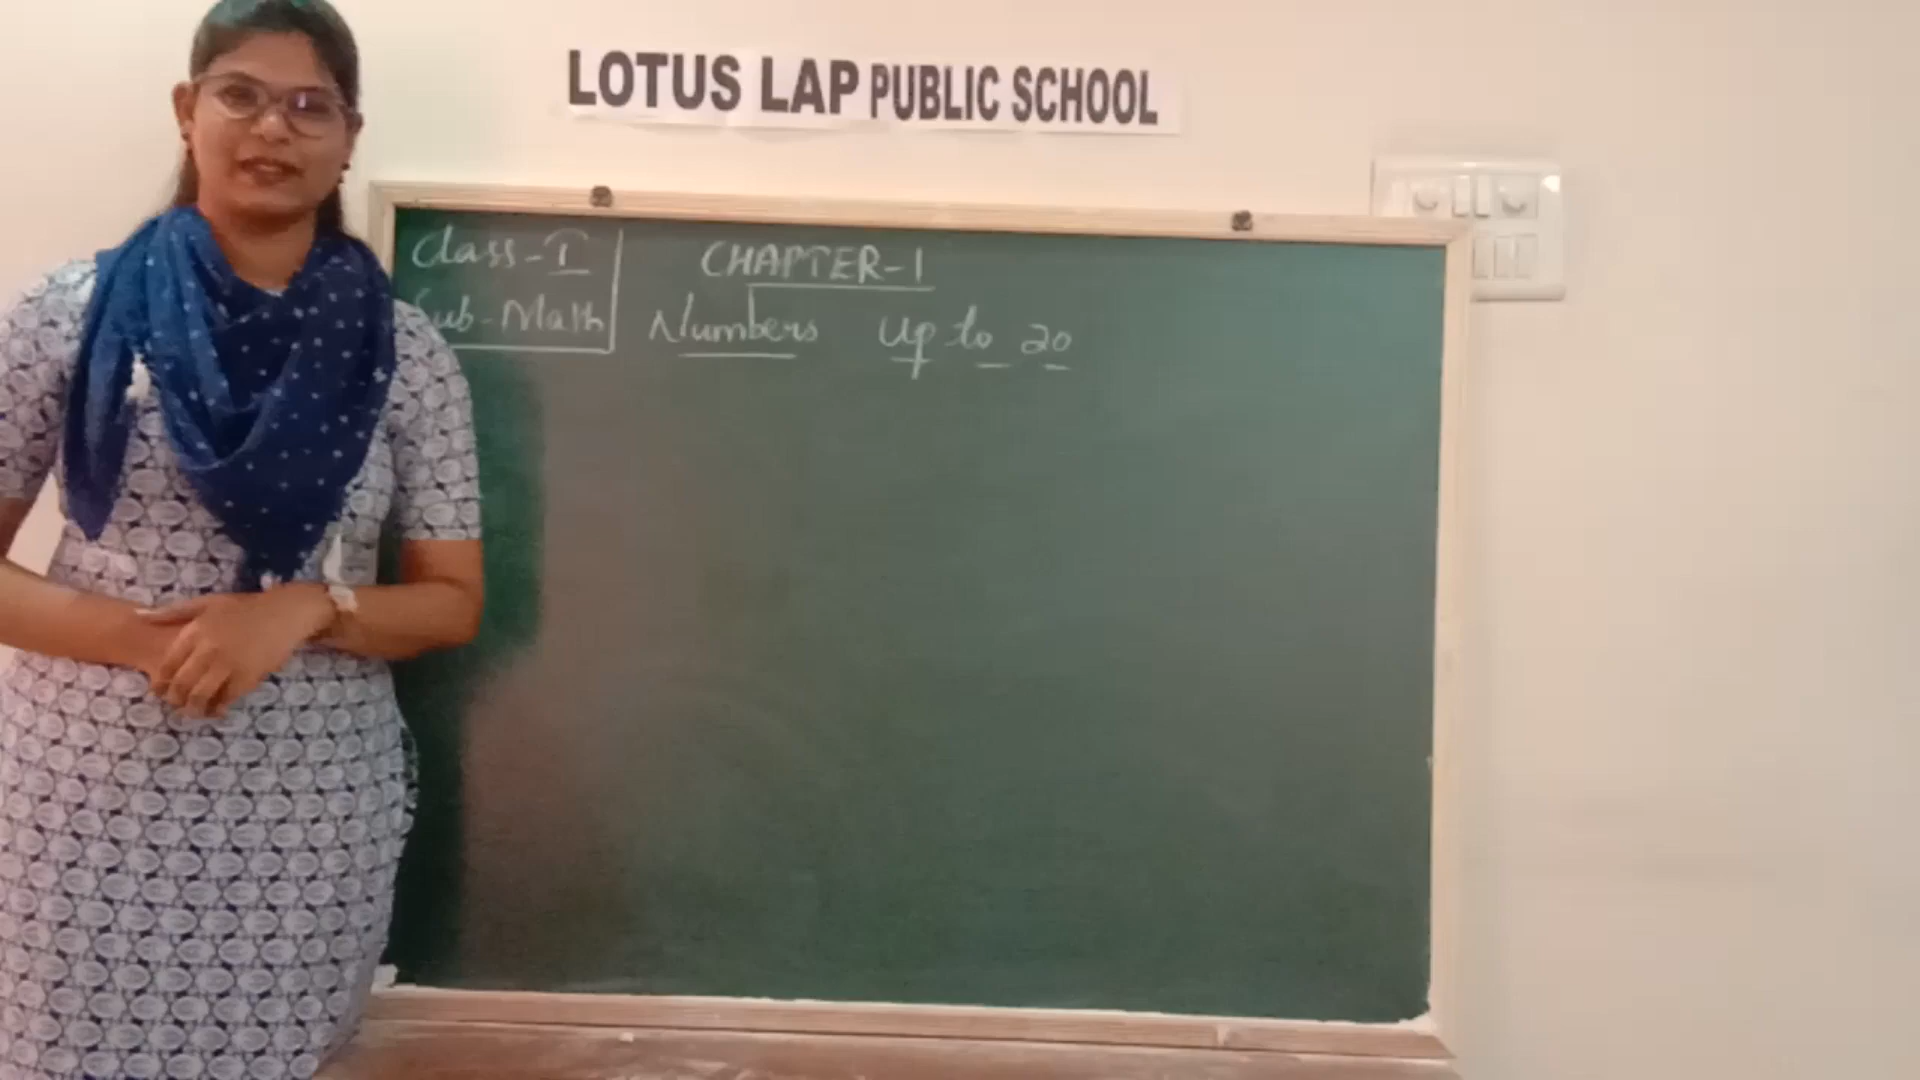 LOTUS LAP PUBLIC SCHOOL
Class-I
Sub-Math
CHAPTER-1
Numbers up to 20